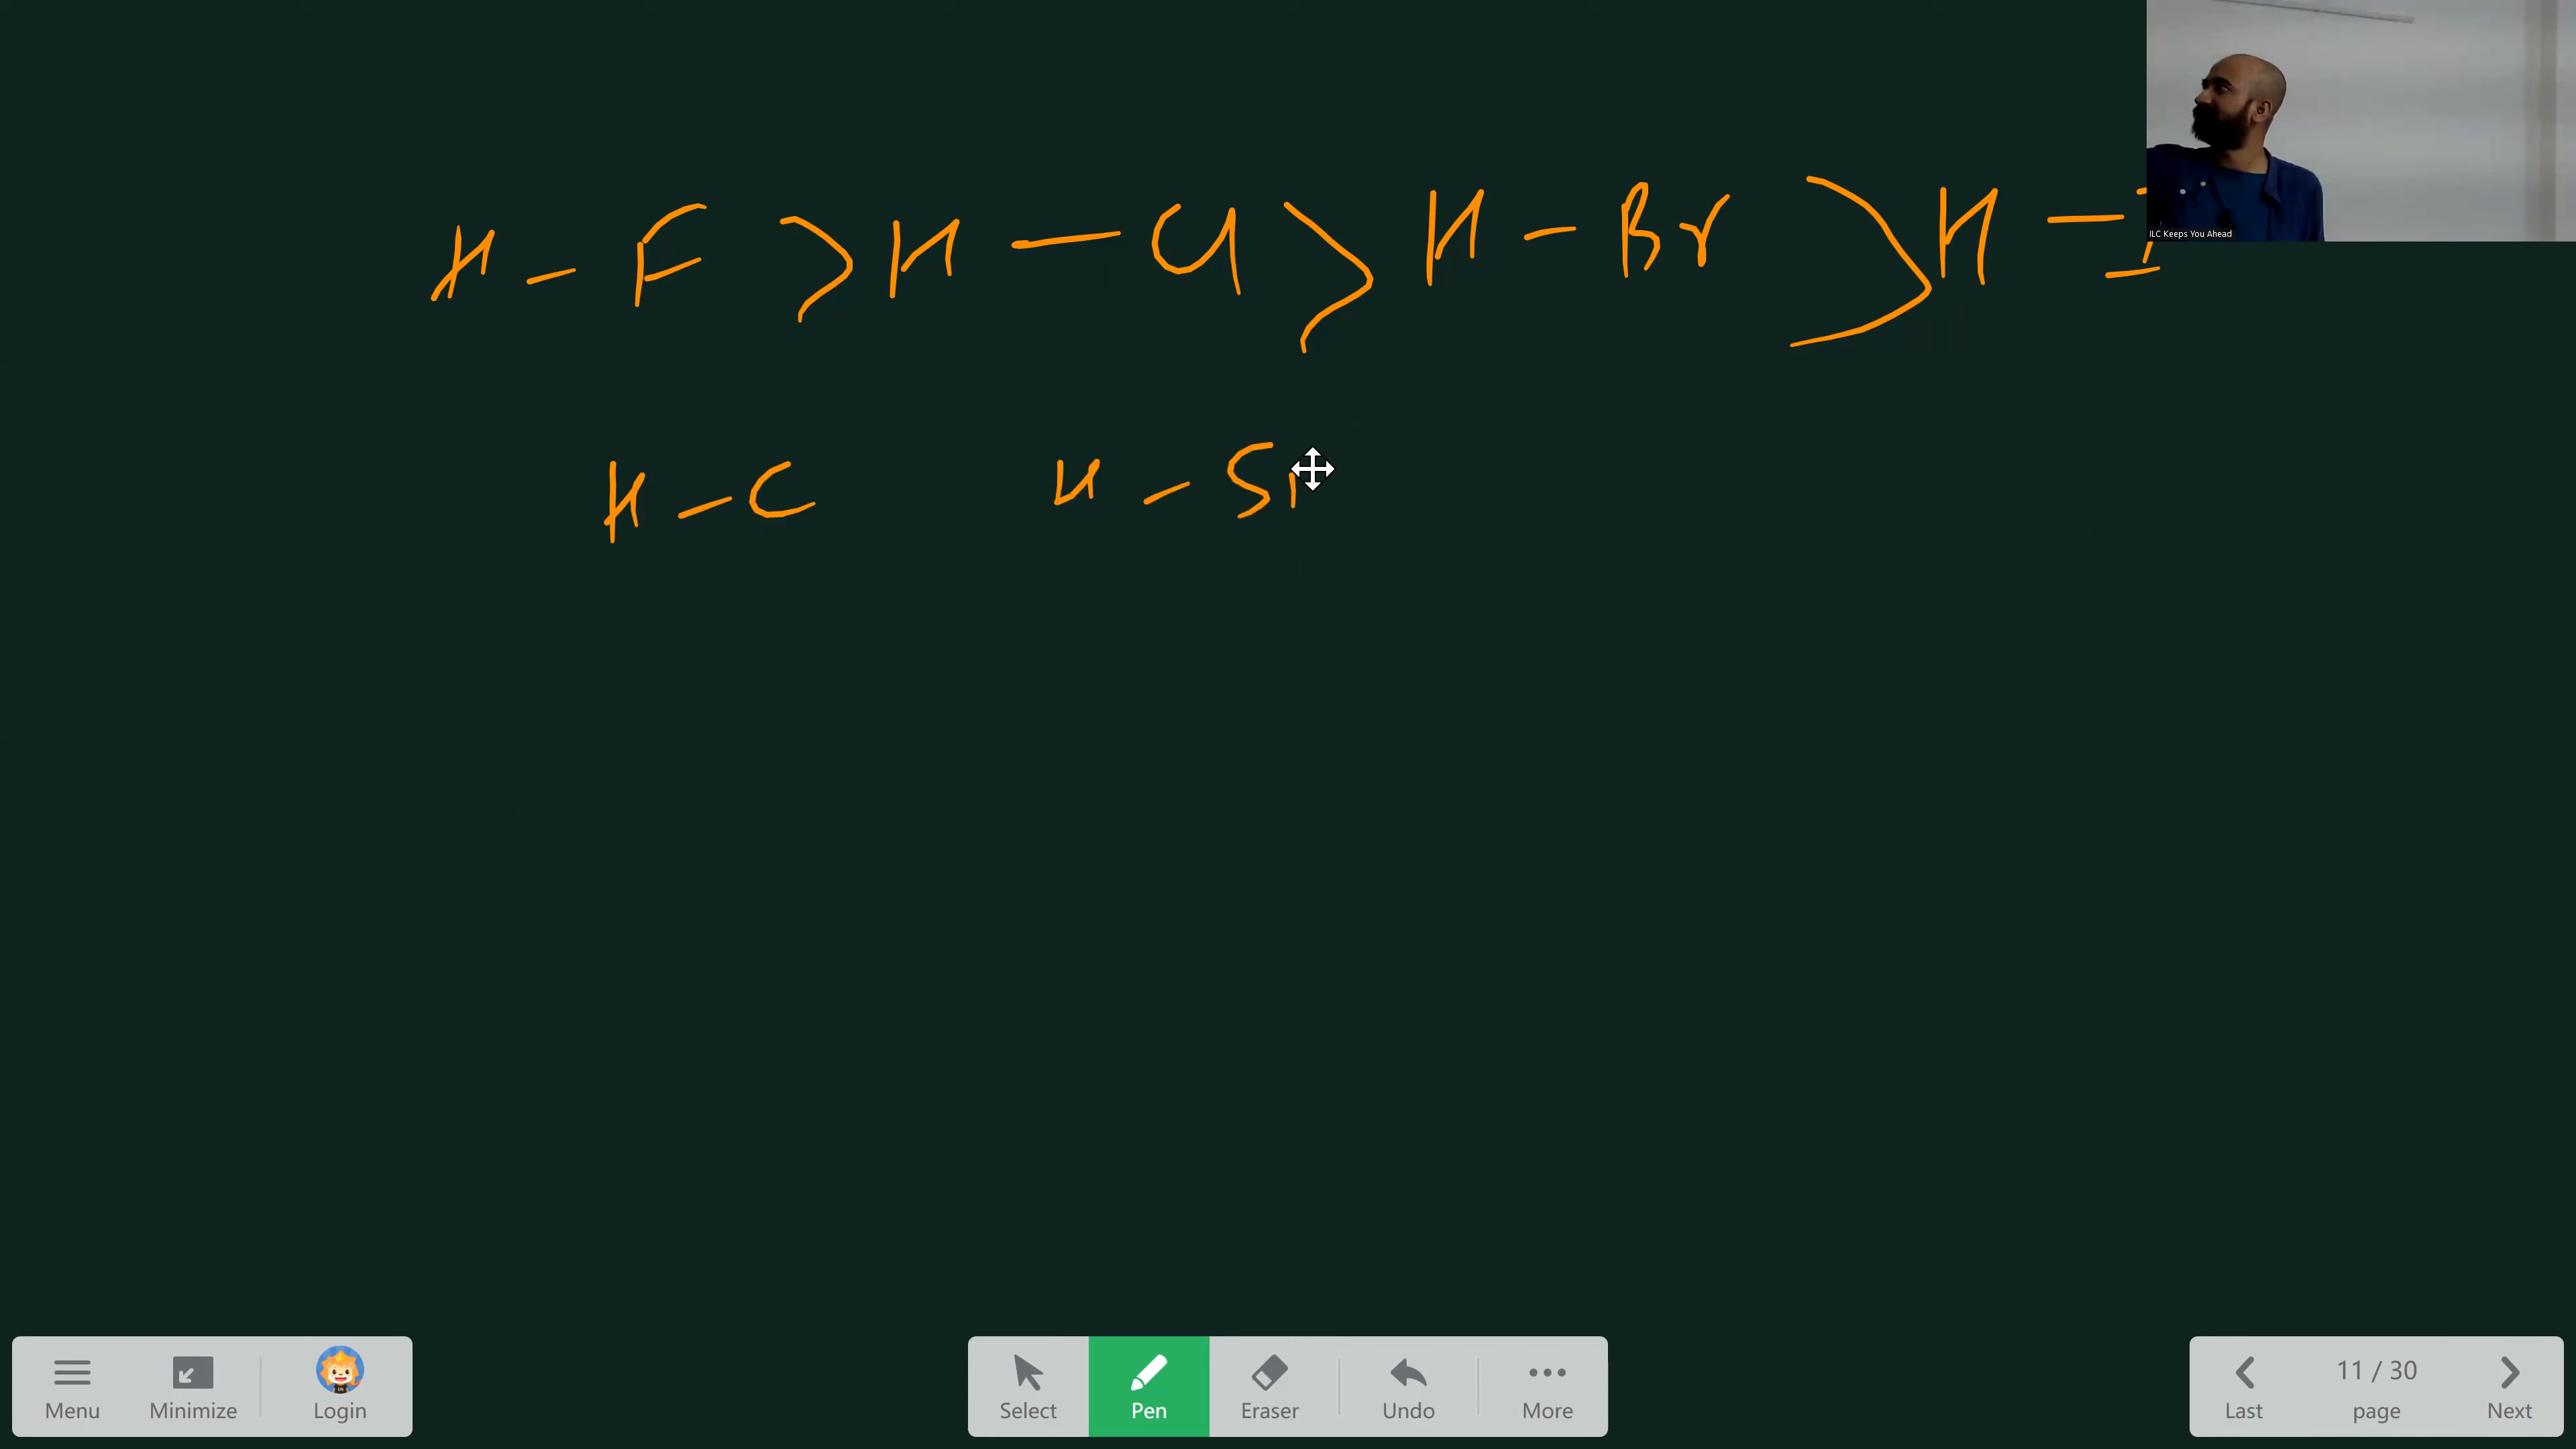 H - F > H - Cl > H - Br > H - I
ILC Keeps You Ahead
H - C H - Si
Menu Minimize Login Select Pen Eraser Undo More Last 11 / 30 page Next